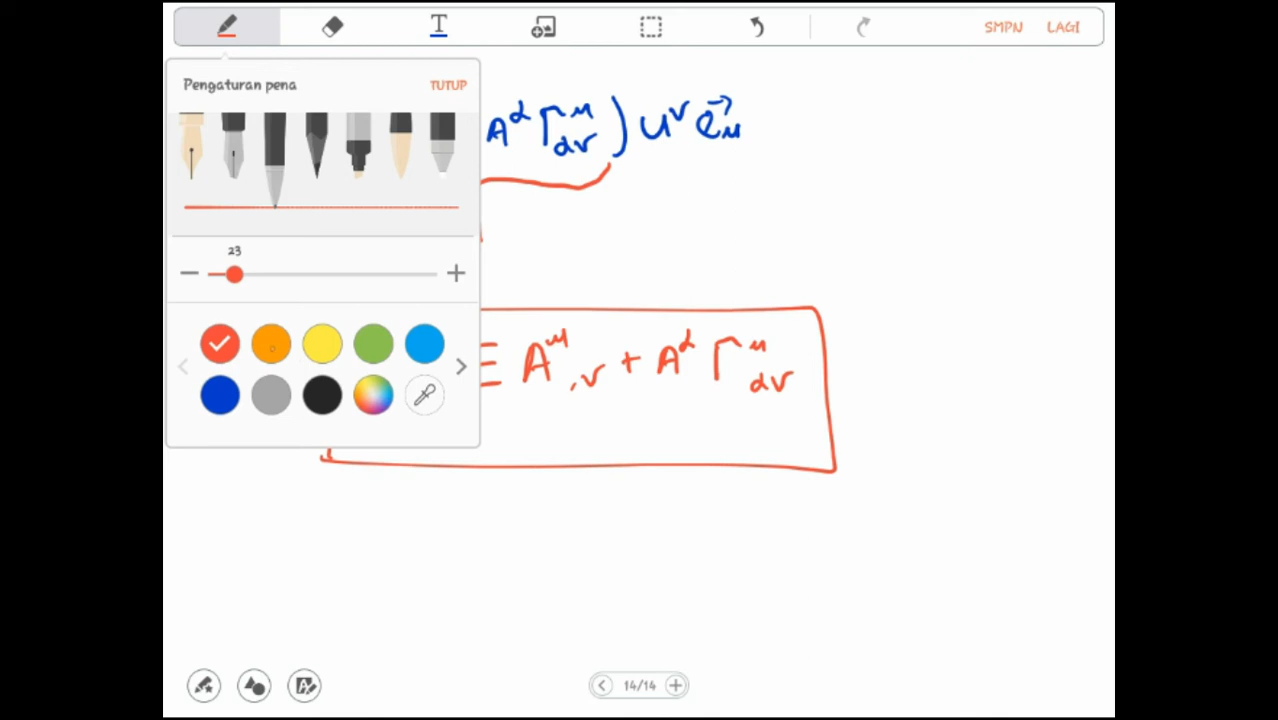 SMPN LAGI
Pengaturan pena TUTUP
23
A^α Γ^μ_αν ) U^ν e⃗_μ
≡ A^μ_,ν + A^α Γ^μ_αν
14/14